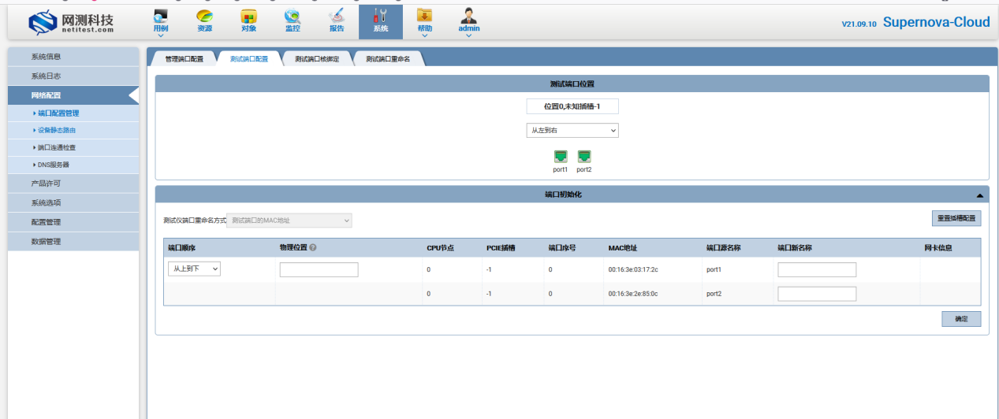 网测科技
netitest.com
用例 资源 对象 监控 报告 系统 帮助 admin
V21.09.10 Supernova-Cloud
系统信息
系统日志
网络配置
端口配置管理
设备静态路由
端口连通检查
DNS服务器
产品许可
系统选项
配置管理
数据管理
管理端口配置 测试端口配置 测试端口核绑定 测试端口重命名
测试端口位置
位置0,未知插槽-1
从左到右
port1 port2
端口初始化
测试仪端口重命名方式 测试端口的MAC地址 重置插槽配置
端口顺序 物理位置 CPU节点 PCIE插槽 端口序号 MAC地址 端口源名称 端口新名称 网卡信息
从上到下 0 -1 0 00:16:3e:03:17:2c port1
0 -1 0 00:16:3e:2e:85:0c port2
确定